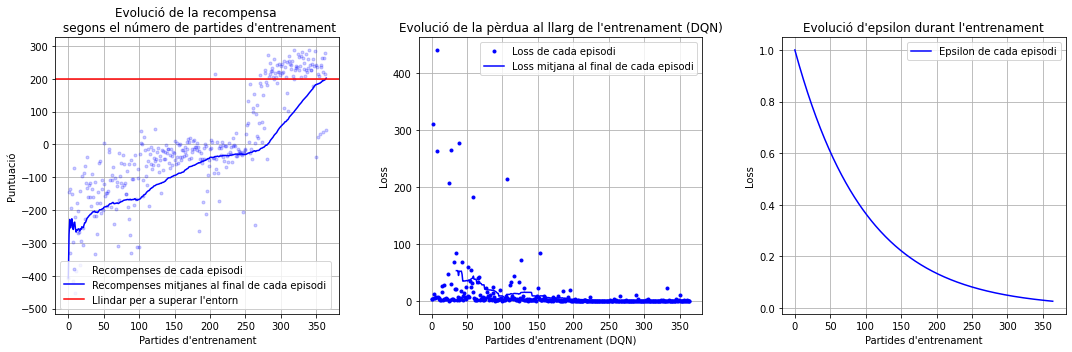 Evolució de la recompensa
segons el número de partides d'entrenament
300
200
100
0
−100
−200
−300
−400
−500
Puntuació
Recompenses de cada episodi
Recompenses mitjanes al final de cada episodi
Llindar per a superar l'entorn
0 50 100 150 200 250 300 350
Partides d'entrenament
Evolució de la pèrdua al llarg de l'entrenament (DQN)
Loss de cada episodi
Loss mitjana al final de cada episodi
400
300
200
100
0
Loss
0 50 100 150 200 250 300 350
Partides d'entrenament (DQN)
Evolució d'epsilon durant l'entrenament
Epsilon de cada episodi
1.0
0.8
0.6
0.4
0.2
0.0
Loss
0 50 100 150 200 250 300 350
Partides d'entrenament